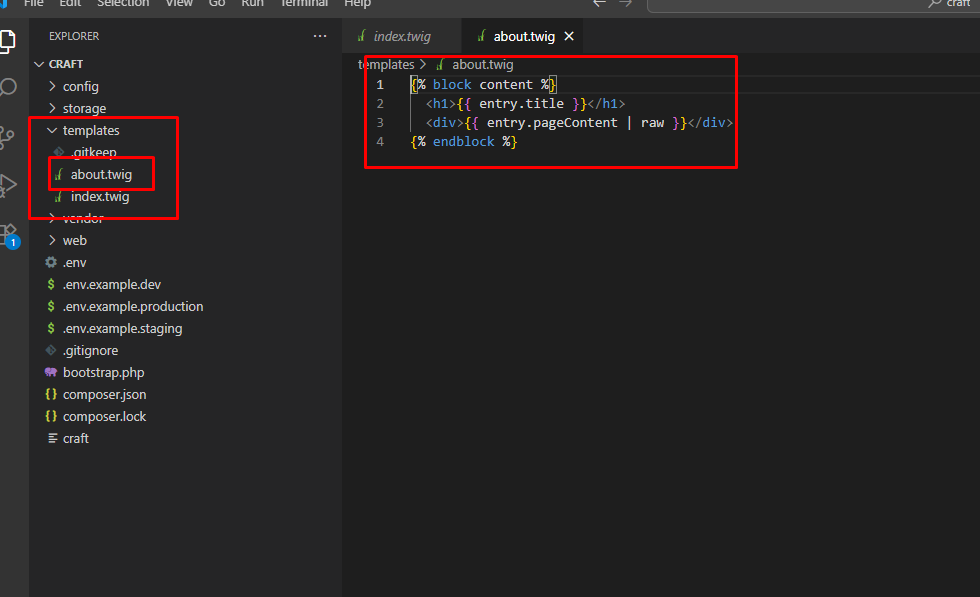 File Edit Selection View Go Run Terminal Help
craft
EXPLORER ···
index.twig
about.twig
CRAFT
config
storage
templates
.gitkeep
about.twig
index.twig
vendor
web
.env
.env.example.dev
.env.example.production
.env.example.staging
.gitignore
bootstrap.php
composer.json
composer.lock
craft
1
templates > about.twig
1 {% block content %}
2 <h1>{{ entry.title }}</h1>
3 <div>{{ entry.pageContent | raw }}</div>
4 {% endblock %}